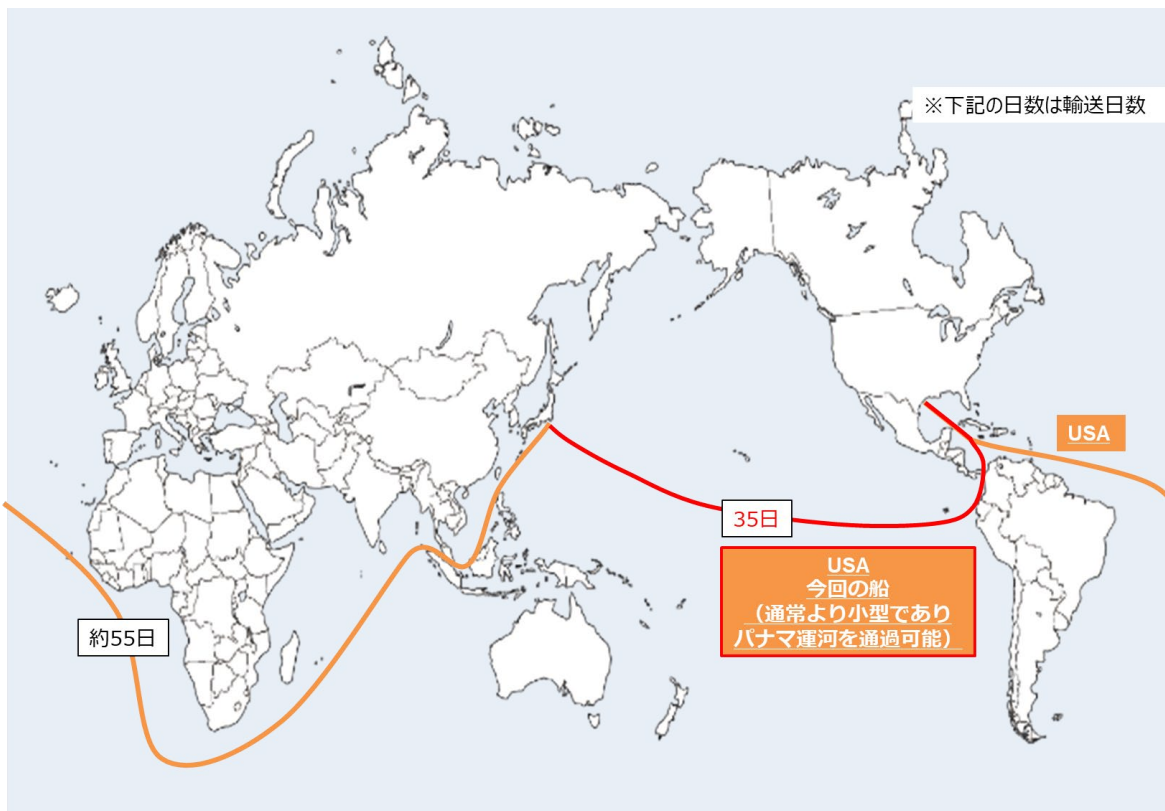 ※下記の日数は輸送日数
USA
35日
USA
今回の船
（通常より小型であり
パナマ運河を通過可能）
約55日